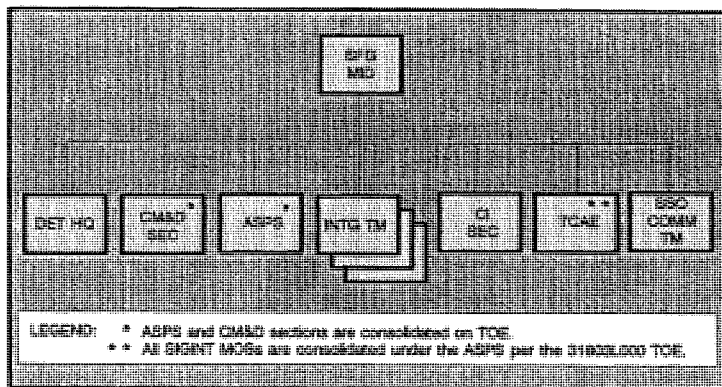 SFG
MID
DET HQ
CM&D *
SEC
ASPS *
INTG TM
CI
SEC
TCAE **
SSO
COMM
TM
LEGEND: * ASPS and CM&D sections are consolidated on TOE.
** All SIGINT MOSs are consolidated under the ASPS per the 31803L000 TOE.